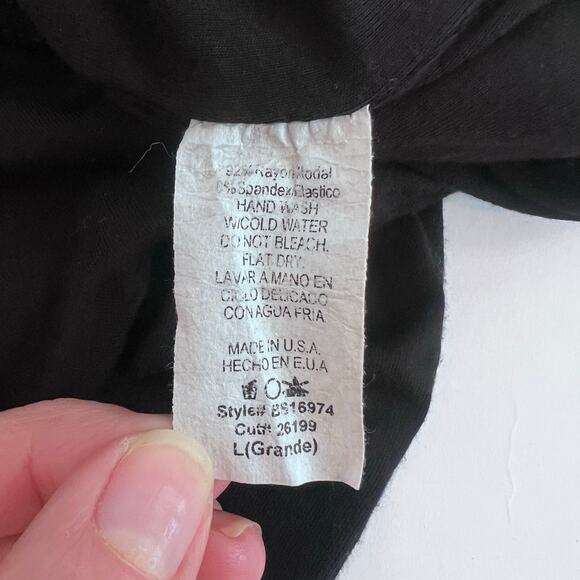 92% Rayon Modal
8% Spandex/Elastico
HAND WASH
W/COLD WATER
DO NOT BLEACH.
FLAT DRY.
LAVAR A MANO EN
CICLO DELICADO
CON AGUA FRIA
MADE IN U.S.A.
HECHO EN E.U.A
Style# BS16974
Cut#: 26199
L(Grande)